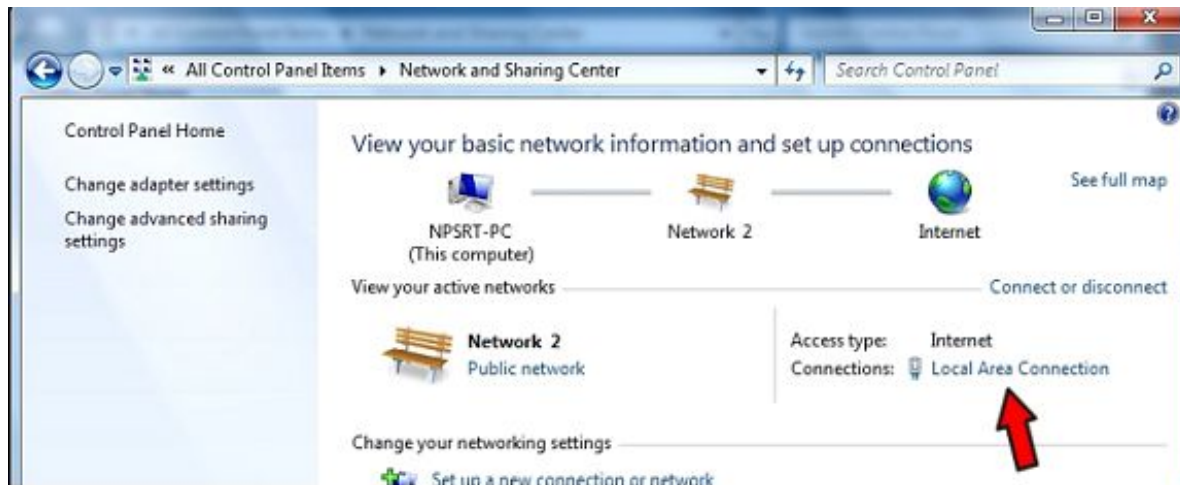 « All Control Panel Items ▸ Network and Sharing Center
Search Control Panel
Control Panel Home
Change adapter settings
Change advanced sharing
settings
View your basic network information and set up connections
See full map
NPSRT-PC
(This computer)
Network 2
Internet
View your active networks
Connect or disconnect
Network 2
Public network
Access type: Internet
Connections: Local Area Connection
Change your networking settings
Set up a new connection or network